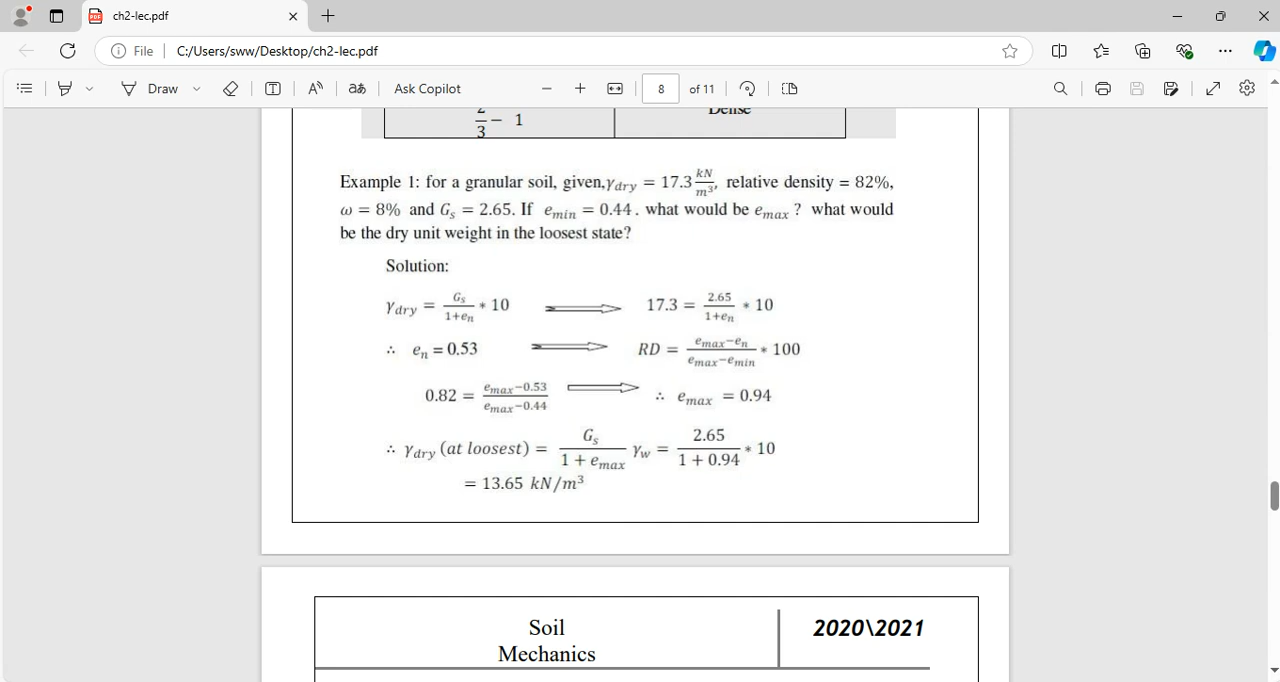 ch2-lec.pdf
File C:/Users/sww/Desktop/ch2-lec.pdf
Draw Ask Copilot 8 of 11
2/3 − 1 Dense
Example 1: for a granular soil, given,γdry = 17.3 kN/m³, relative density = 82%,
ω = 8% and Gs = 2.65. If emin = 0.44. what would be emax ? what would
be the dry unit weight in the loosest state?
Solution:
γdry = Gs/(1+en) * 10 ⟹ 17.3 = 2.65/(1+en) * 10
∴ en = 0.53 ⟹ RD = (emax−en)/(emax−emin) * 100
0.82 = (emax−0.53)/(emax−0.44) ⟹ ∴ emax = 0.94
∴ γdry (at loosest) = Gs/(1 + emax) γw = 2.65/(1 + 0.94) * 10
= 13.65 kN/m³
Soil
Mechanics
2020\2021